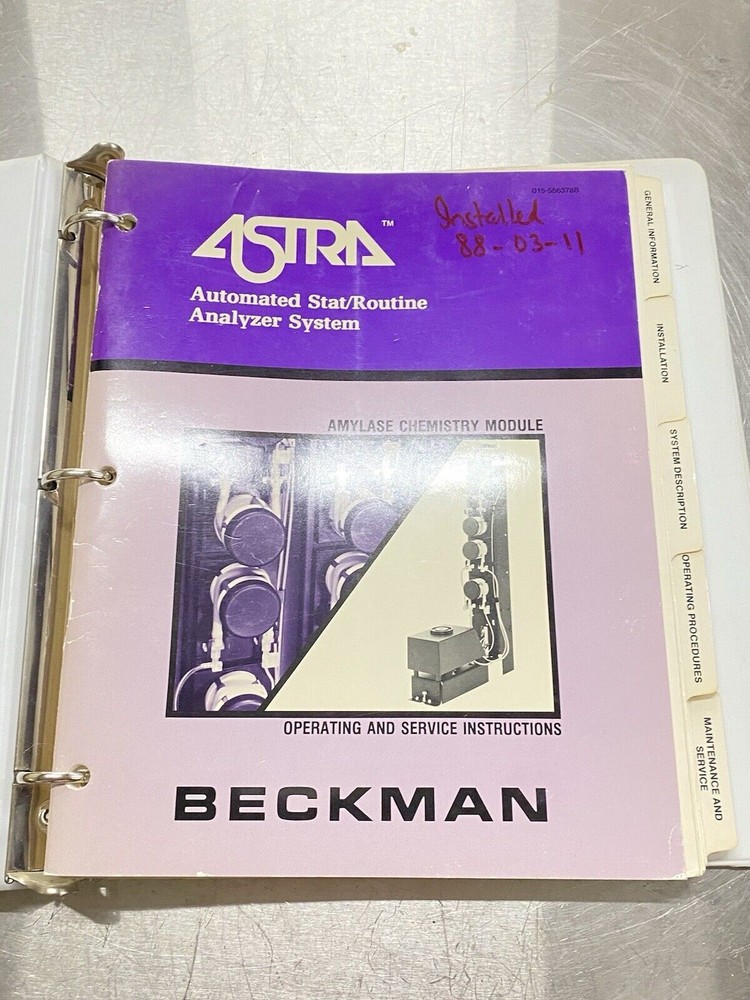 015-556378B
ASTRA™
Installed
88-03-11
Automated Stat/Routine
Analyzer System
AMYLASE CHEMISTRY MODULE
OPERATING AND SERVICE INSTRUCTIONS
BECKMAN
GENERAL INFORMATION
INSTALLATION
SYSTEM DESCRIPTION
OPERATING PROCEDURES
MAINTENANCE AND
SERVICE